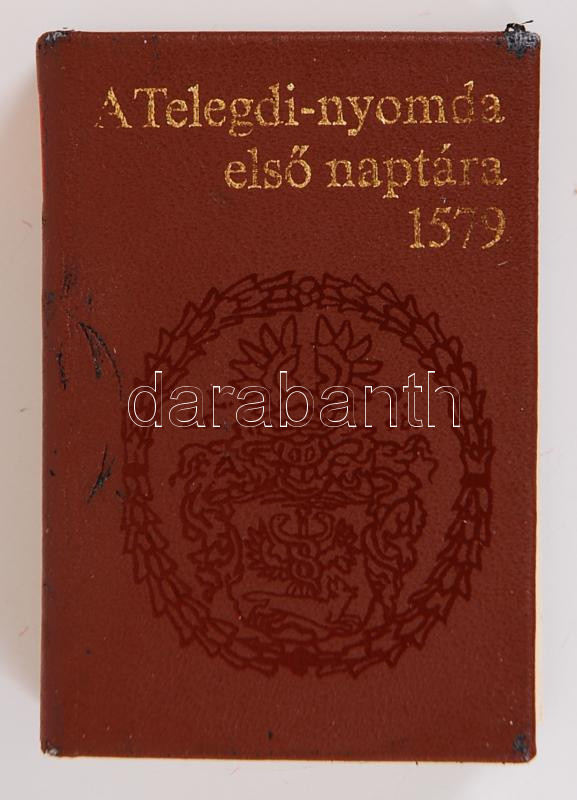 A Telegdi-nyomda
első naptára
1579
darabanth